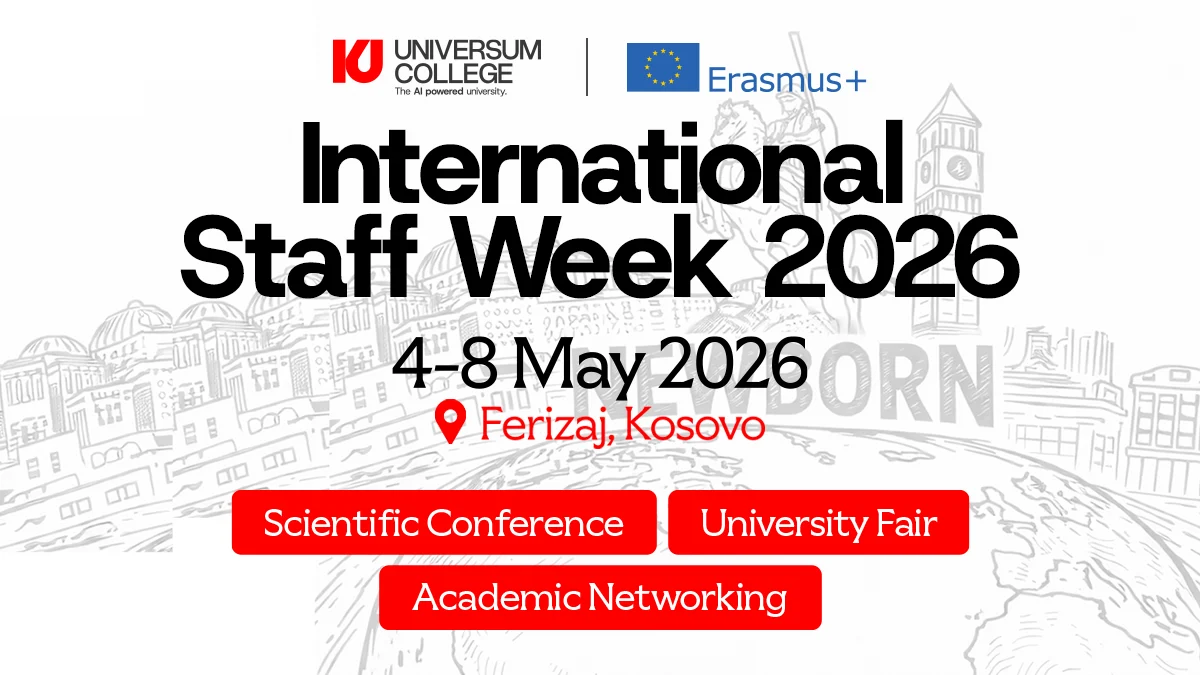 UNIVERSUM
COLLEGE
The AI powered university.
Erasmus+
International
Staff Week 2026
4-8 May 2026
NEWBORN
Ferizaj, Kosovo
Scientific Conference
University Fair
Academic Networking